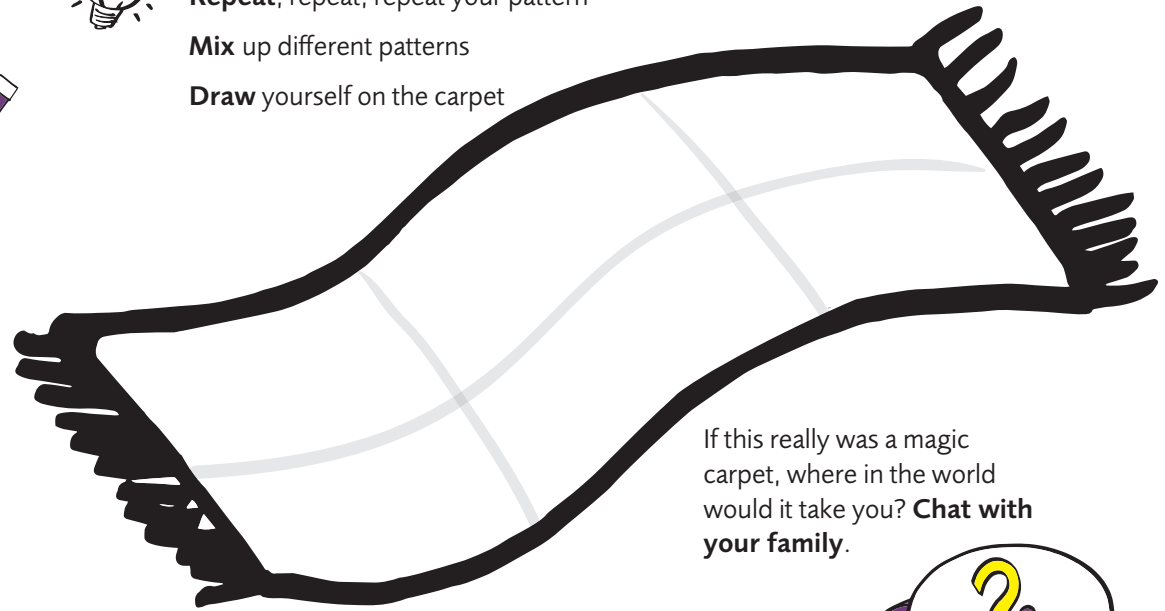 Repeat, repeat, repeat your pattern
Mix up different patterns
Draw yourself on the carpet
If this really was a magic
carpet, where in the world
would it take you? Chat with
your family.
?